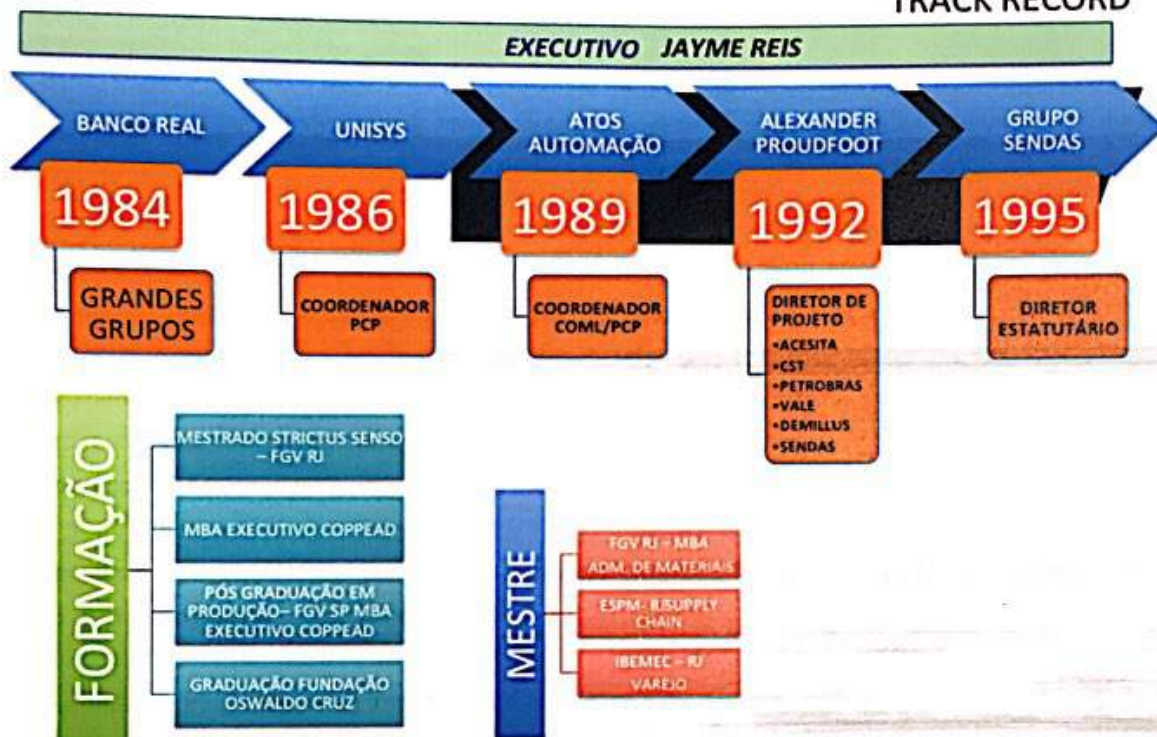 TRACK RECORD
EXECUTIVO JAYME REIS
BANCO REAL
UNISYS
ATOS
AUTOMAÇÃO
ALEXANDER
PROUDFOOT
GRUPO
SENDAS
1984
1986
1989
1992
1995
GRANDES
GRUPOS
COORDENADOR
PCP
COORDENADOR
COML/PCP
DIRETOR DE
PROJETO
•ACESITA
•CST
•PETROBRAS
•VALE
•DEMILLUS
•SENDAS
DIRETOR
ESTATUTÁRIO
FORMAÇÃO
MESTRADO STRICTUS SENSO
– FGV RJ
MBA EXECUTIVO COPPEAD
PÓS GRADUAÇÃO EM
PRODUÇÃO– FGV SP MBA
EXECUTIVO COPPEAD
GRADUAÇÃO FUNDAÇÃO
OSWALDO CRUZ
MESTRE
FGV RJ – MBA
ADM. DE MATERIAIS
ESPM- RJSUPPLY
CHAIN
IBEMEC – RJ
VAREJO